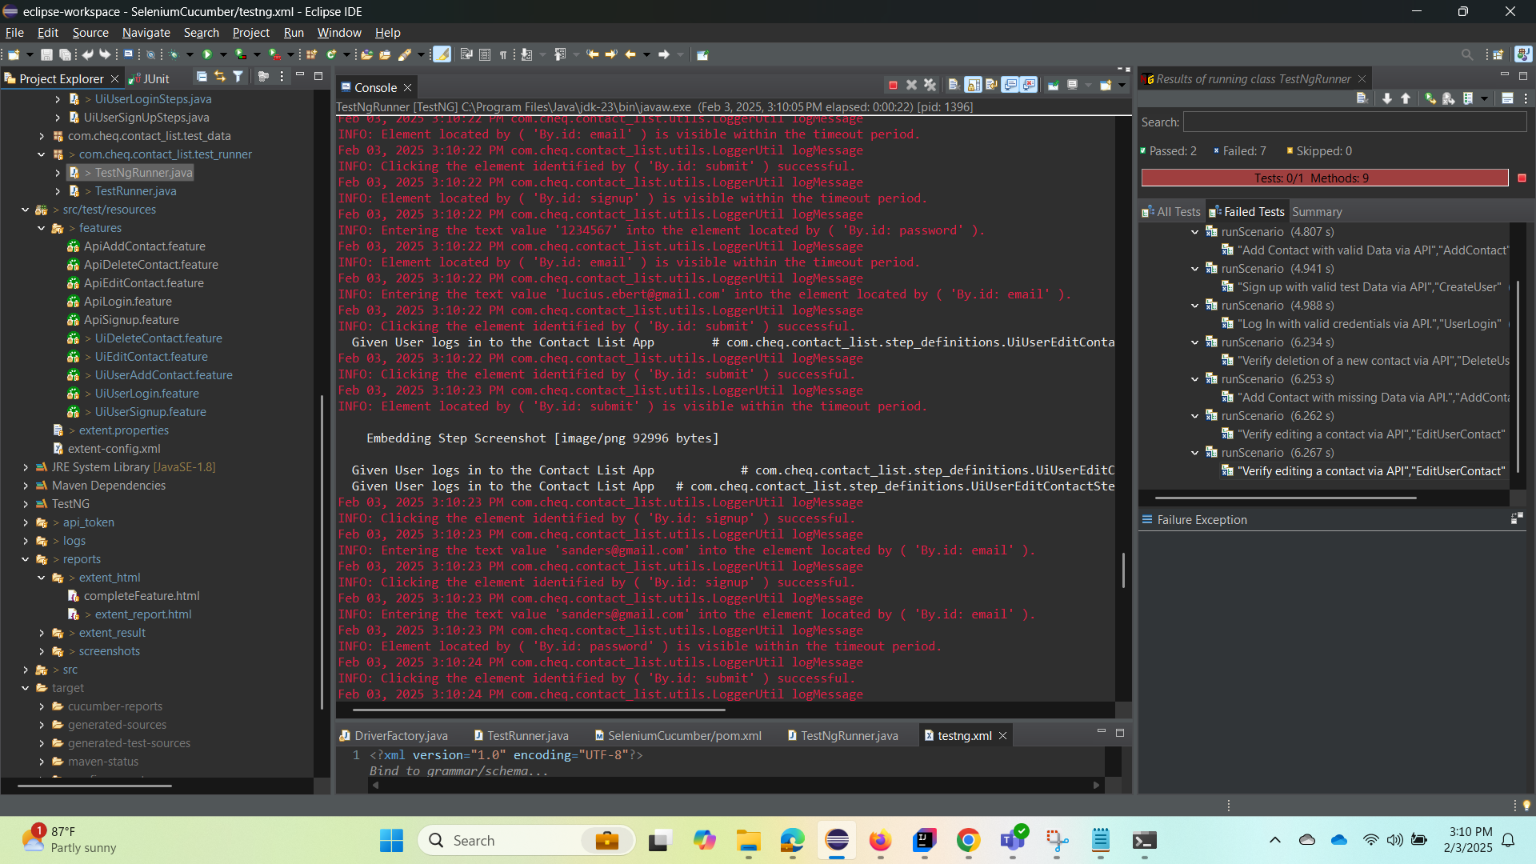 eclipse-workspace - SeleniumCucumber/testng.xml - Eclipse IDE
File Edit Source Navigate Search Project Run Window Help
Project Explorer
JUnit
UiUserLoginSteps.java
UiUserSignUpSteps.java
com.cheq.contact_list.test_data
com.cheq.contact_list.test_runner
TestNgRunner.java
TestRunner.java
src/test/resources
features
ApiAddContact.feature
ApiDeleteContact.feature
ApiEditContact.feature
ApiLogin.feature
ApiSignup.feature
UiDeleteContact.feature
UiEditContact.feature
UiUserAddContact.feature
UiUserLogin.feature
UiUserSignup.feature
extent.properties
extent-config.xml
JRE System Library [JavaSE-1.8]
Maven Dependencies
TestNG
api_token
logs
reports
extent_html
completeFeature.html
extent_report.html
extent_result
screenshots
src
target
cucumber-reports
generated-sources
generated-test-sources
maven-status
Console
TestNgRunner [TestNG] C:\Program Files\Java\jdk-23\bin\javaw.exe (Feb 3, 2025, 3:10:05 PM elapsed: 0:00:22) [pid: 1396]
Feb 03, 2025 3:10:22 PM com.cheq.contact_list.utils.LoggerUtil logMessage
INFO: Element located by ( 'By.id: email' ) is visible within the timeout period.
Feb 03, 2025 3:10:22 PM com.cheq.contact_list.utils.LoggerUtil logMessage
INFO: Clicking the element identified by ( 'By.id: submit' ) successful.
Feb 03, 2025 3:10:22 PM com.cheq.contact_list.utils.LoggerUtil logMessage
INFO: Element located by ( 'By.id: signup' ) is visible within the timeout period.
Feb 03, 2025 3:10:22 PM com.cheq.contact_list.utils.LoggerUtil logMessage
INFO: Entering the text value '1234567' into the element located by ( 'By.id: password' ).
Feb 03, 2025 3:10:22 PM com.cheq.contact_list.utils.LoggerUtil logMessage
INFO: Element located by ( 'By.id: email' ) is visible within the timeout period.
Feb 03, 2025 3:10:22 PM com.cheq.contact_list.utils.LoggerUtil logMessage
INFO: Entering the text value 'lucius.ebert@gmail.com' into the element located by ( 'By.id: email' ).
Feb 03, 2025 3:10:22 PM com.cheq.contact_list.utils.LoggerUtil logMessage
INFO: Clicking the element identified by ( 'By.id: submit' ) successful.
Given User logs in to the Contact List App # com.cheq.contact_list.step_definitions.UiUserEditConta
Feb 03, 2025 3:10:22 PM com.cheq.contact_list.utils.LoggerUtil logMessage
INFO: Clicking the element identified by ( 'By.id: submit' ) successful.
Feb 03, 2025 3:10:23 PM com.cheq.contact_list.utils.LoggerUtil logMessage
INFO: Element located by ( 'By.id: submit' ) is visible within the timeout period.
Embedding Step Screenshot [image/png 92996 bytes]
Given User logs in to the Contact List App # com.cheq.contact_list.step_definitions.UiUserEditC
Given User logs in to the Contact List App # com.cheq.contact_list.step_definitions.UiUserEditContactSte
Feb 03, 2025 3:10:23 PM com.cheq.contact_list.utils.LoggerUtil logMessage
INFO: Clicking the element identified by ( 'By.id: signup' ) successful.
Feb 03, 2025 3:10:23 PM com.cheq.contact_list.utils.LoggerUtil logMessage
INFO: Entering the text value 'sanders@gmail.com' into the element located by ( 'By.id: email' ).
Feb 03, 2025 3:10:23 PM com.cheq.contact_list.utils.LoggerUtil logMessage
INFO: Clicking the element identified by ( 'By.id: signup' ) successful.
Feb 03, 2025 3:10:23 PM com.cheq.contact_list.utils.LoggerUtil logMessage
INFO: Entering the text value 'sanders@gmail.com' into the element located by ( 'By.id: email' ).
Feb 03, 2025 3:10:23 PM com.cheq.contact_list.utils.LoggerUtil logMessage
INFO: Element located by ( 'By.id: password' ) is visible within the timeout period.
Feb 03, 2025 3:10:24 PM com.cheq.contact_list.utils.LoggerUtil logMessage
INFO: Clicking the element identified by ( 'By.id: submit' ) successful.
Feb 03, 2025 3:10:24 PM com.cheq.contact_list.utils.LoggerUtil logMessage
DriverFactory.java TestRunner.java SeleniumCucumber/pom.xml TestNgRunner.java testng.xml
1 <?xml version="1.0" encoding="UTF-8"?>
Bind to grammar/schema...
Results of running class TestNgRunner
Search:
Passed: 2 Failed: 7 Skipped: 0
Tests: 0/1 Methods: 9
All Tests Failed Tests Summary
runScenario (4.807 s)
"Add Contact with valid Data via API","AddContact"
runScenario (4.941 s)
"Sign up with valid test Data via API","CreateUser"
runScenario (4.988 s)
"Log In with valid credentials via API.","UserLogin"
runScenario (6.234 s)
"Verify deletion of a new contact via API","DeleteUs
runScenario (6.253 s)
"Add Contact with missing Data via API.","AddConta
runScenario (6.262 s)
"Verify editing a contact via API","EditUserContact"
runScenario (6.267 s)
"Verify editing a contact via API","EditUserContact"
Failure Exception
1
87°F
Partly sunny
Search
3:10 PM
2/3/2025